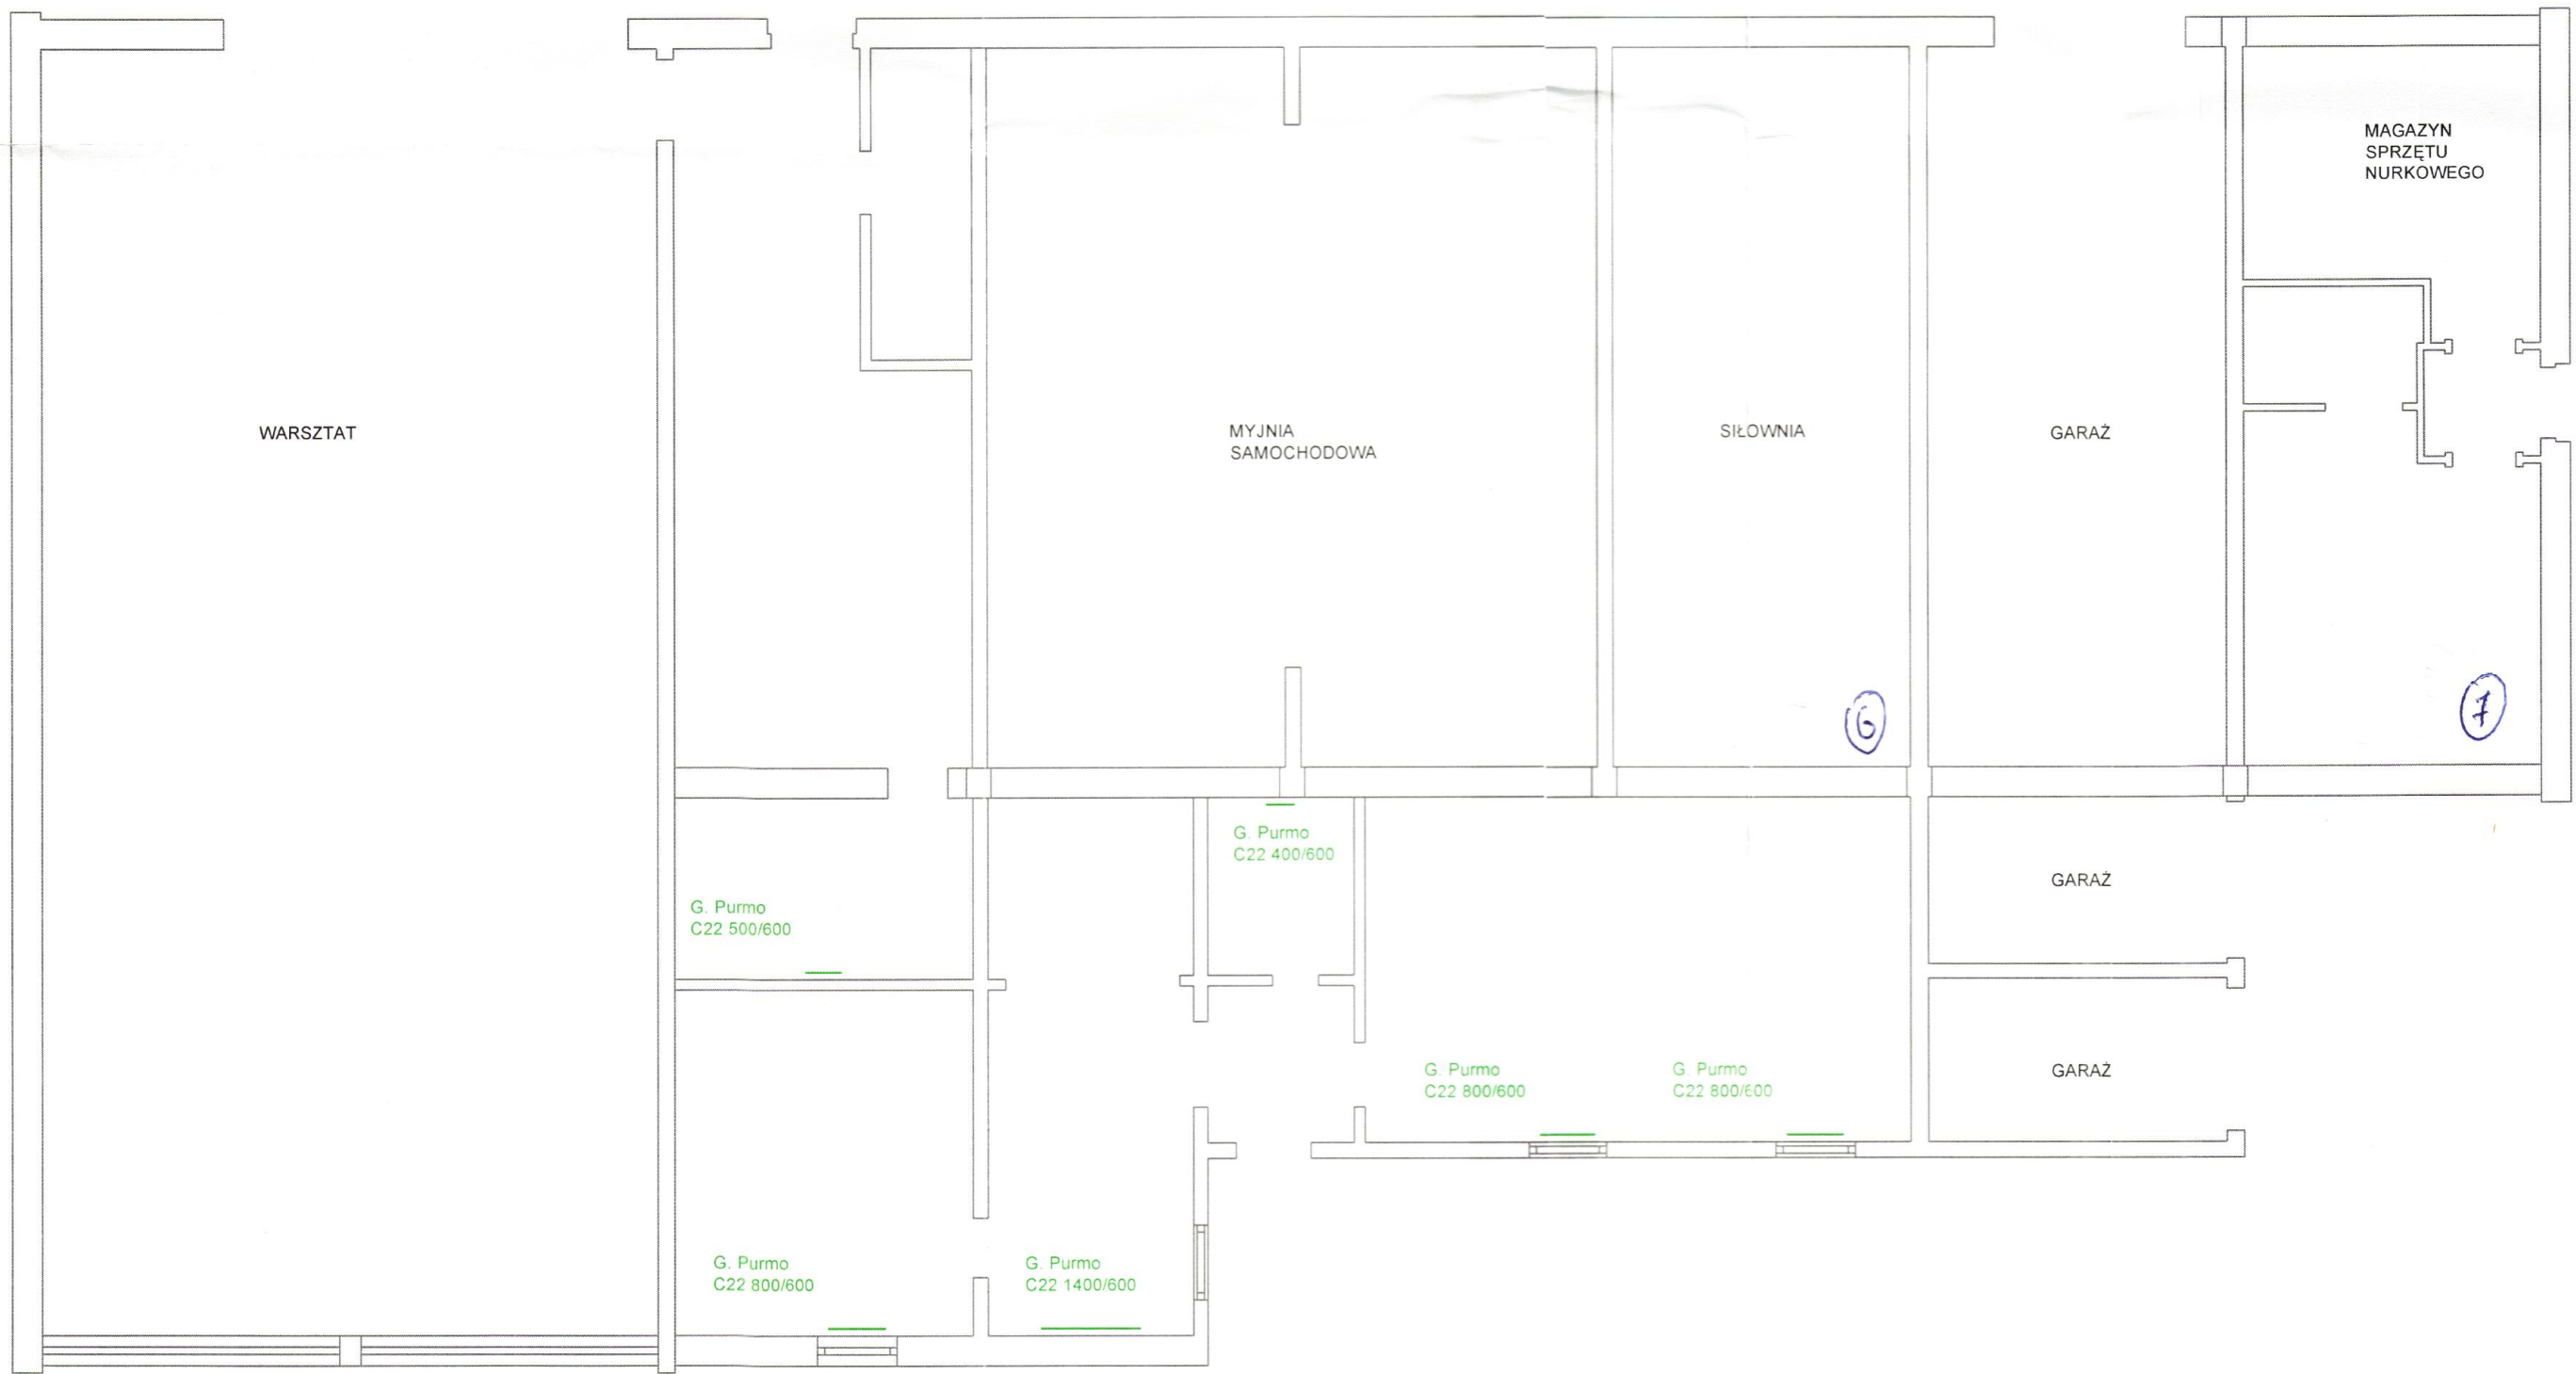 MAGAZYN
SPRZĘTU
NURKOWEGO
WARSZTAT
MYJNIA
SAMOCHODOWA
SIŁOWNIA
GARAŻ
6
7
G. Purmo
C22 400/600
G. Purmo
C22 500/600
GARAŻ
G. Purmo
C22 800/600
G. Purmo
C22 800/600
GARAŻ
G. Purmo
C22 800/600
G. Purmo
C22 1400/600